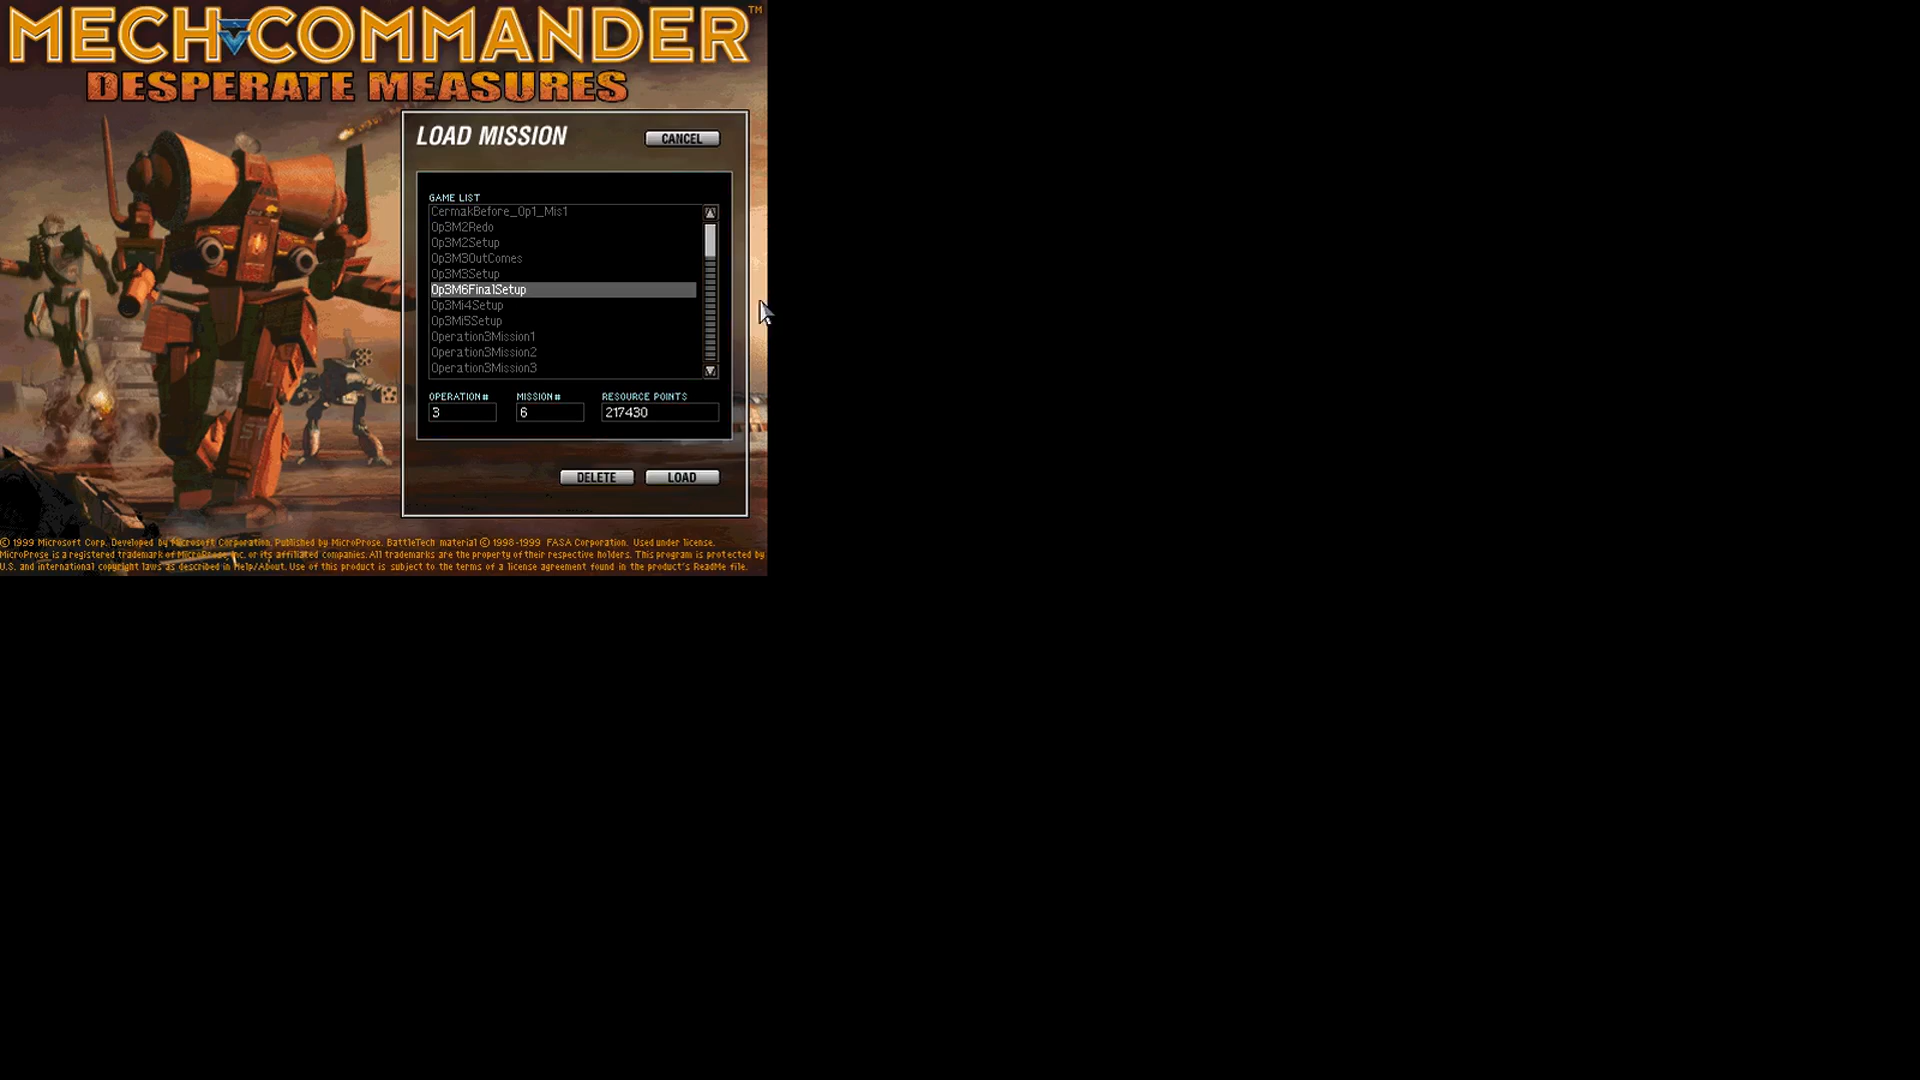 MECH COMMANDER™
DESPERATE MEASURES
LOAD MISSION
CANCEL
GAME LIST
CermakBefore_Op1_Mis1
Op3M2Redo
Op3M2Setup
Op3M3OutComes
Op3M3Setup
Op3M6FinalSetup
Op3Mi4Setup
Op3Mi5Setup
Operation3Mission1
Operation3Mission2
Operation3Mission3
OPERATION# MISSION# RESOURCE POINTS
3 6 217430
DELETE LOAD
ST
© 1999 Microsoft Corp. Developed by Microsoft Corporation. Published by MicroProse. BattleTech material © 1998-1999 FASA Corporation. Used under license.
MicroProse is a registered trademark of MicroProse Inc. or its affiliated companies. All trademarks are the property of their respective holders. This program is protected by
U.S. and international copyright laws as described in Help/About. Use of this product is subject to the terms of a license agreement found in the product's ReadMe file.